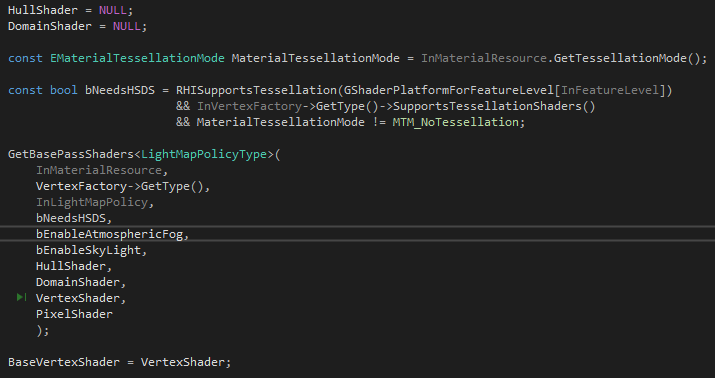 HullShader = NULL;
DomainShader = NULL;
const EMaterialTessellationMode MaterialTessellationMode = InMaterialResource.GetTessellationMode();
const bool bNeedsHSDS = RHISupportsTessellation(GShaderPlatformForFeatureLevel[InFeatureLevel])
&& InVertexFactory->GetType()->SupportsTessellationShaders()
&& MaterialTessellationMode != MTM_NoTessellation;
GetBasePassShaders<LightMapPolicyType>(
InMaterialResource,
VertexFactory->GetType(),
InLightMapPolicy,
bNeedsHSDS,
bEnableAtmosphericFog,
bEnableSkyLight,
HullShader,
DomainShader,
VertexShader,
PixelShader
);
BaseVertexShader = VertexShader;